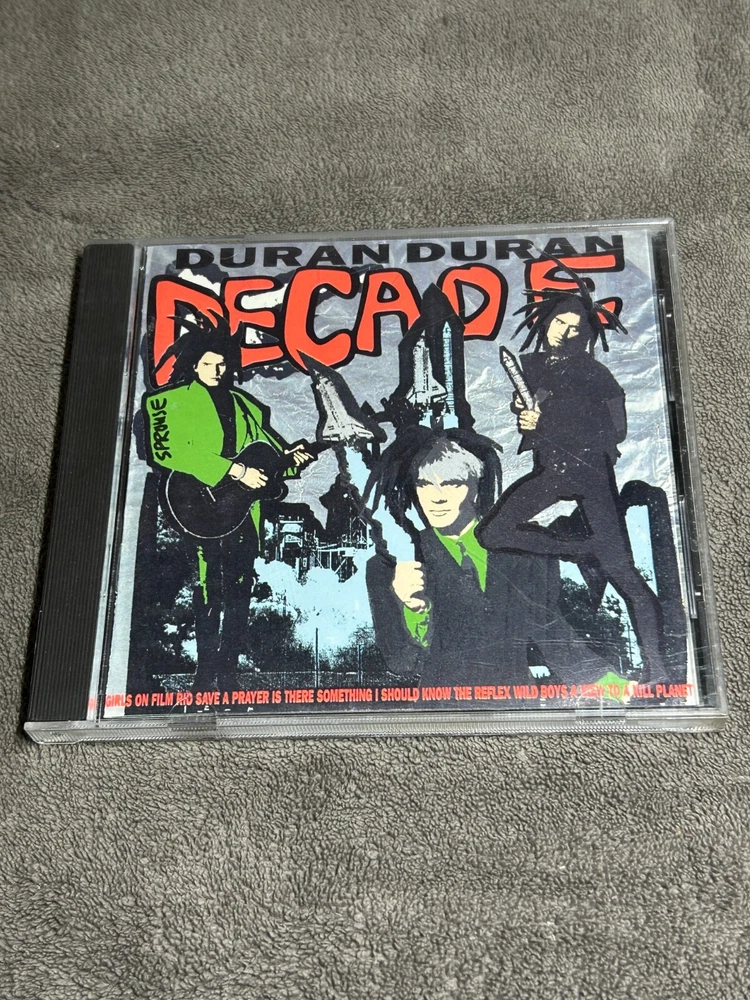 DURAN DURAN
DECADE
SPROUSE
GIRLS ON FILM RIO SAVE A PRAYER IS THERE SOMETHING I SHOULD KNOW THE REFLEX WILD BOYS A VIEW TO A KILL PLANET